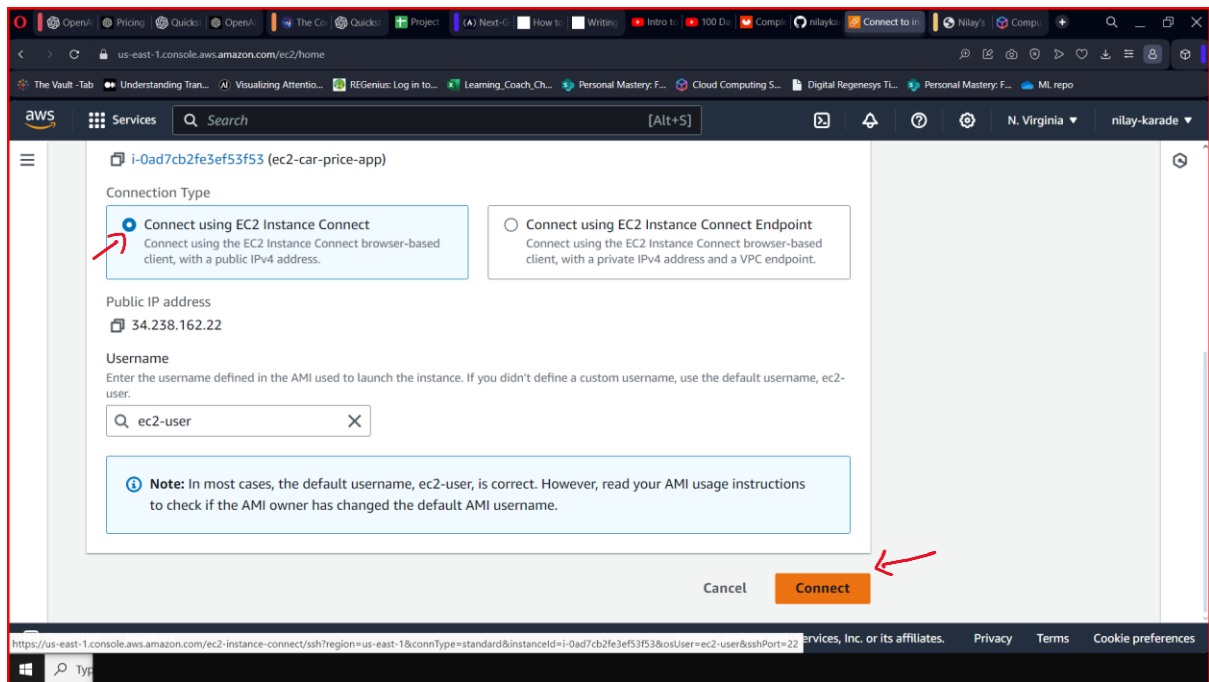 OpenA
Pricing
Quickst
OpenA
The Co
Quickst
Project
Next-G
How to
Writing
Intro to
100 Da
Compl
nilayka
Connect to in
Nilay's
Compu
us-east-1.console.aws.amazon.com/ec2/home
The Vault -Tab
Understanding Tran...
Visualizing Attentio...
REGenius: Log in to...
Learning_Coach_Ch...
Personal Mastery: F...
Cloud Computing S...
Digital Regenesys Ti...
Personal Mastery: F...
ML repo
aws
Services
Search
[Alt+S]
N. Virginia
nilay-karade
i-0ad7cb2fe3ef53f53 (ec2-car-price-app)
Connection Type
Connect using EC2 Instance Connect
Connect using the EC2 Instance Connect browser-based
client, with a public IPv4 address.
Connect using EC2 Instance Connect Endpoint
Connect using the EC2 Instance Connect browser-based
client, with a private IPv4 address and a VPC endpoint.
Public IP address
34.238.162.22
Username
Enter the username defined in the AMI used to launch the instance. If you didn't define a custom username, use the default username, ec2-
user.
ec2-user
Note: In most cases, the default username, ec2-user, is correct. However, read your AMI usage instructions
to check if the AMI owner has changed the default AMI username.
Cancel
Connect
https://us-east-1.console.aws.amazon.com/ec2-instance-connect/ssh?region=us-east-1&connType=standard&instanceId=i-0ad7cb2fe3ef53f53&osUser=ec2-user&sshPort=22
ervices, Inc. or its affiliates.
Privacy
Terms
Cookie preferences
Typ